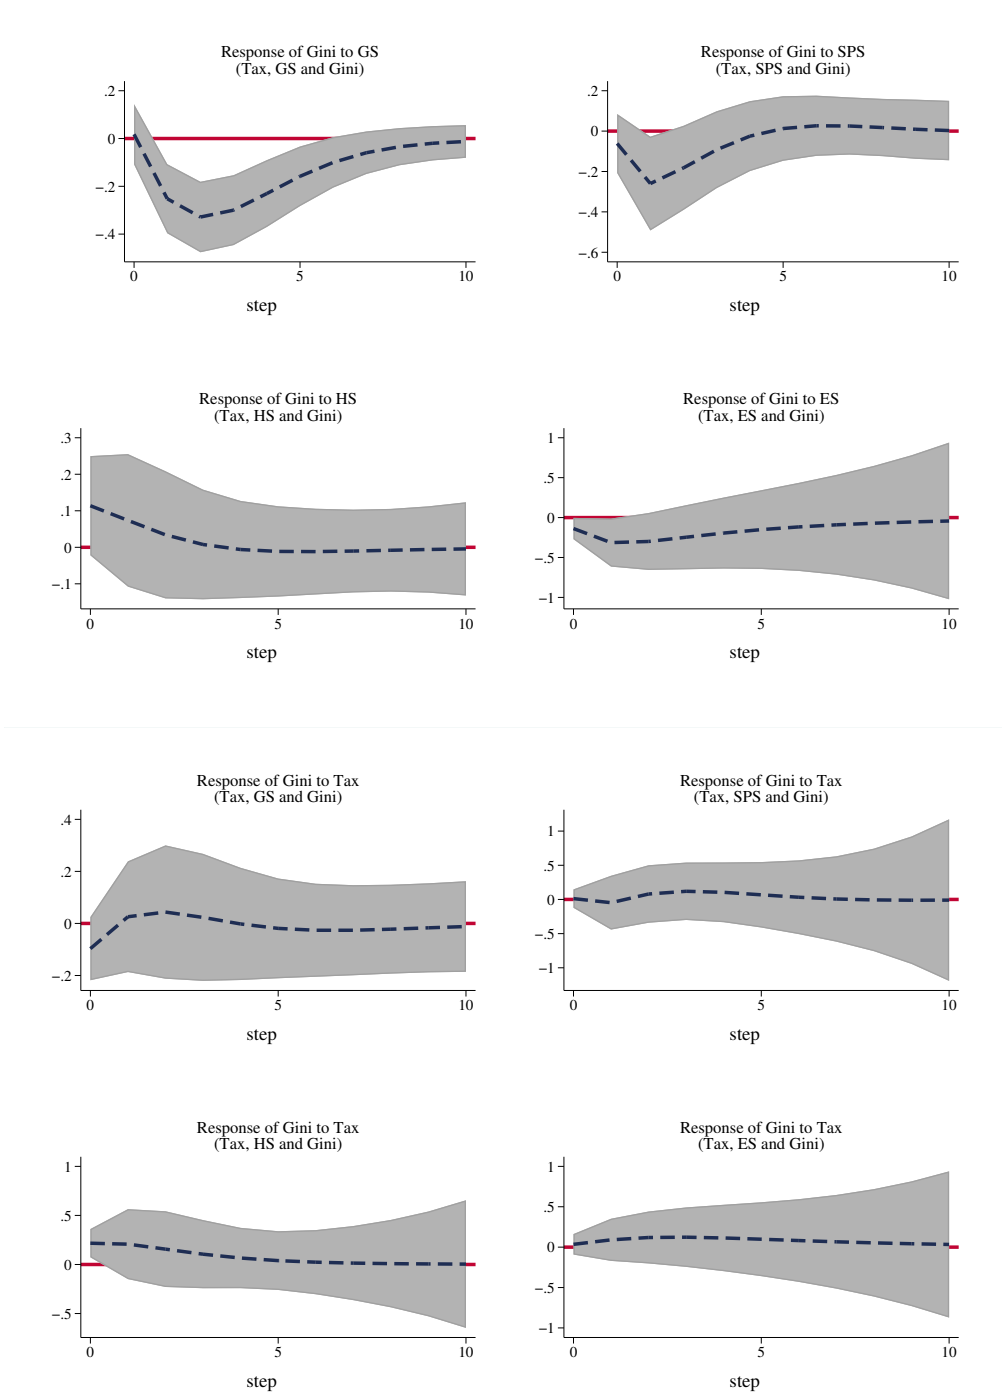 Response of Gini to GS
(Tax, GS and Gini)
.2
0
−.2
−.4
0 5 10
step
Response of Gini to SPS
(Tax, SPS and Gini)
.2
0
−.2
−.4
−.6
0 5 10
step
Response of Gini to HS
(Tax, HS and Gini)
.3
.2
.1
0
−.1
0 5 10
step
Response of Gini to ES
(Tax, ES and Gini)
1
.5
0
−.5
−1
0 5 10
step
Response of Gini to Tax
(Tax, GS and Gini)
.4
.2
0
−.2
0 5 10
step
Response of Gini to Tax
(Tax, SPS and Gini)
1
.5
0
−.5
−1
0 5 10
step
Response of Gini to Tax
(Tax, HS and Gini)
1
.5
0
−.5
0 5 10
step
Response of Gini to Tax
(Tax, ES and Gini)
1
.5
0
−.5
−1
0 5 10
step